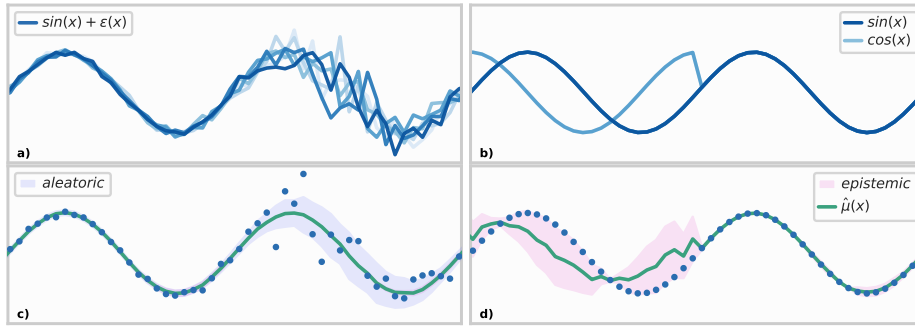 sin(x) + ε(x)
a)
sin(x)
cos(x)
b)
aleatoric
c)
epistemic
μ̂(x)
d)